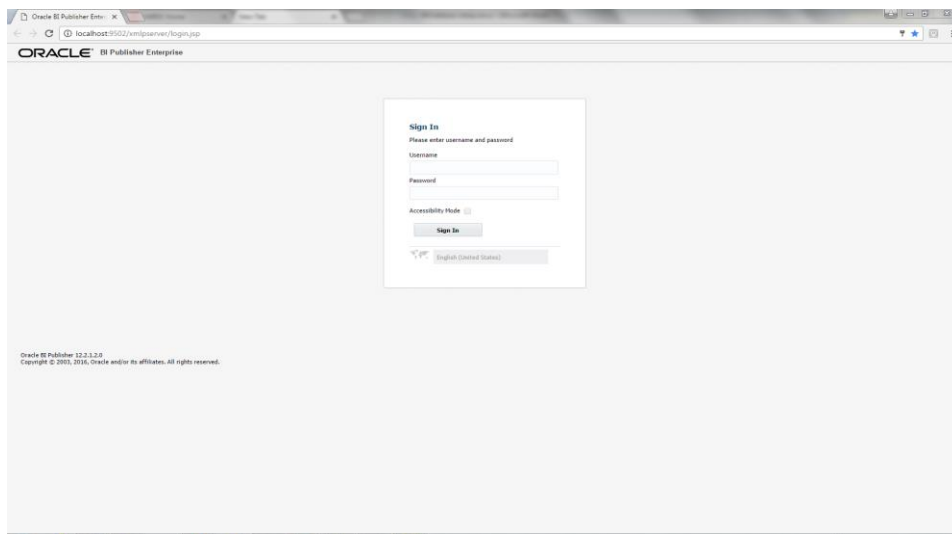 Oracle BI Publisher Enter
localhost:9502/xmlpserver/login.jsp
ORACLE BI Publisher Enterprise
Sign In
Please enter username and password
Username
Password
Accessibility Mode
Sign In
English (United States)
Oracle BI Publisher 12.2.1.2.0
Copyright © 2003, 2016, Oracle and/or its affiliates. All rights reserved.